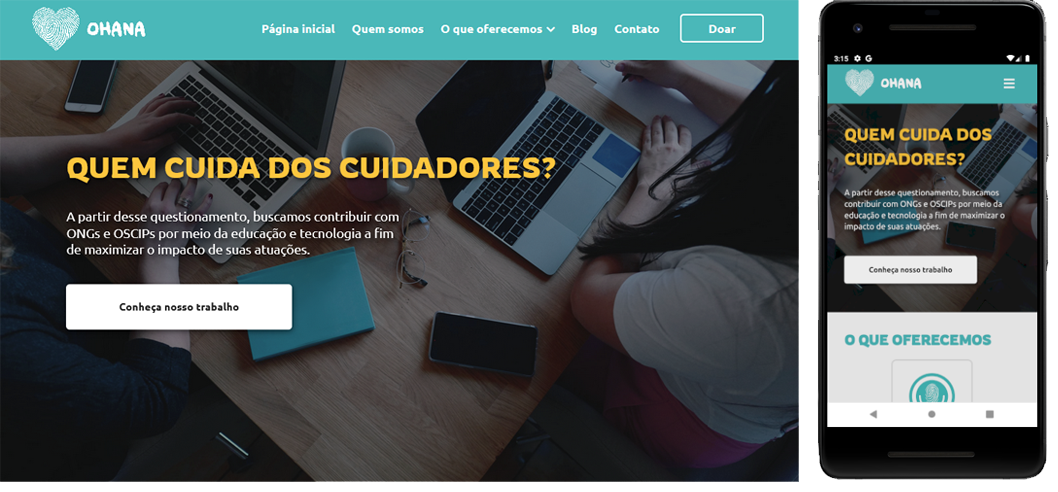 OHANA
Página inicial Quem somos O que oferecemos Blog Contato Doar
QUEM CUIDA DOS CUIDADORES?
A partir desse questionamento, buscamos contribuir com
ONGs e OSCIPs por meio da educação e tecnologia a fim
de maximizar o impacto de suas atuações.
Conheça nosso trabalho
3:15 G
OHANA
QUEM CUIDA DOS
CUIDADORES?
A partir desse questionamento, buscamos
contribuir com ONGs e OSCIPs por meio da
educação e tecnologia a fim de maximizar o
impacto de suas atuações.
Conheça nosso trabalho
O QUE OFERECEMOS